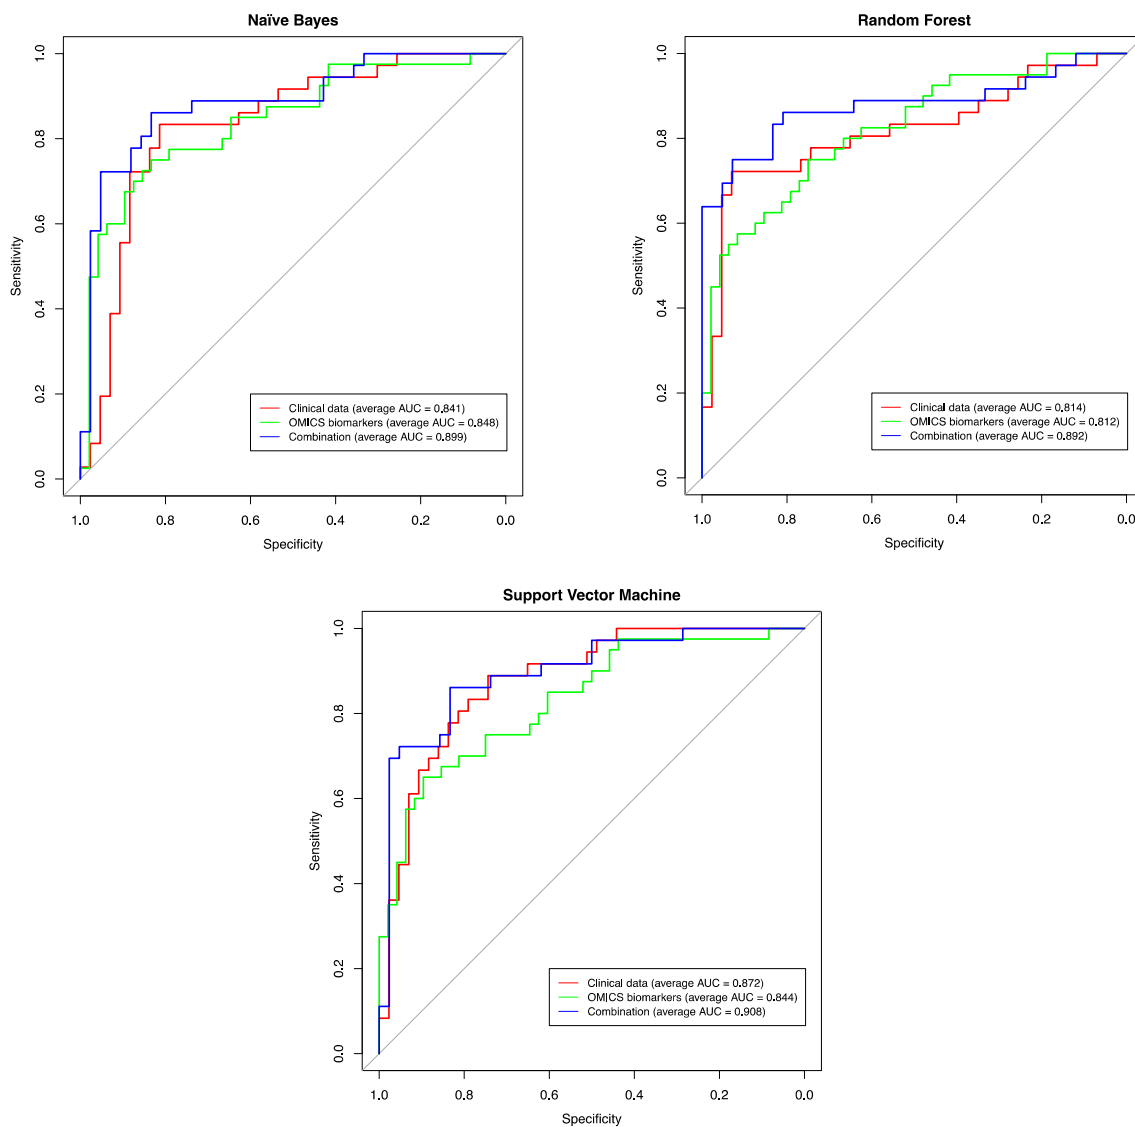 Naïve Bayes
1.0
0.8
0.6
0.4
0.2
0.0
Sensitivity
Clinical data (average AUC = 0.841)
OMICS biomarkers (average AUC = 0.848)
Combination (average AUC = 0.899)
1.0 0.8 0.6 0.4 0.2 0.0
Specificity
Random Forest
1.0
0.8
0.6
0.4
0.2
0.0
Sensitivity
Clinical data (average AUC = 0.814)
OMICS biomarkers (average AUC = 0.812)
Combination (average AUC = 0.892)
1.0 0.8 0.6 0.4 0.2 0.0
Specificity
Support Vector Machine
1.0
0.8
0.6
0.4
0.2
0.0
Sensitivity
Clinical data (average AUC = 0.872)
OMICS biomarkers (average AUC = 0.844)
Combination (average AUC = 0.908)
1.0 0.8 0.6 0.4 0.2 0.0
Specificity